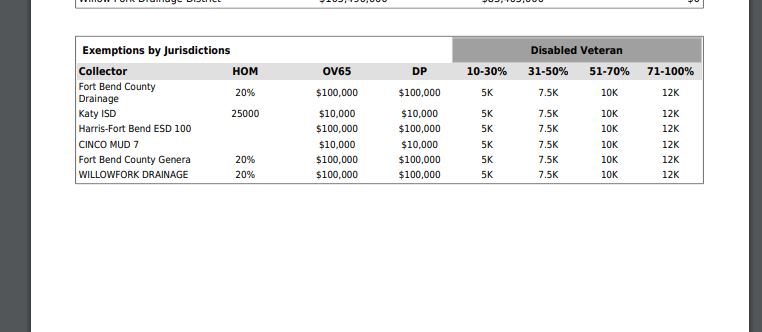 Willow Fork Drainage District $0
Exemptions by Jurisdictions Disabled Veteran
Collector HOM OV65 DP 10-30% 31-50% 51-70% 71-100%
Fort Bend County
Drainage 20% $100,000 $100,000 5K 7.5K 10K 12K
Katy ISD 25000 $10,000 $10,000 5K 7.5K 10K 12K
Harris-Fort Bend ESD 100 $100,000 $100,000 5K 7.5K 10K 12K
CINCO MUD 7 $10,000 $10,000 5K 7.5K 10K 12K
Fort Bend County Genera 20% $100,000 $100,000 5K 7.5K 10K 12K
WILLOWFORK DRAINAGE 20% $100,000 $100,000 5K 7.5K 10K 12K